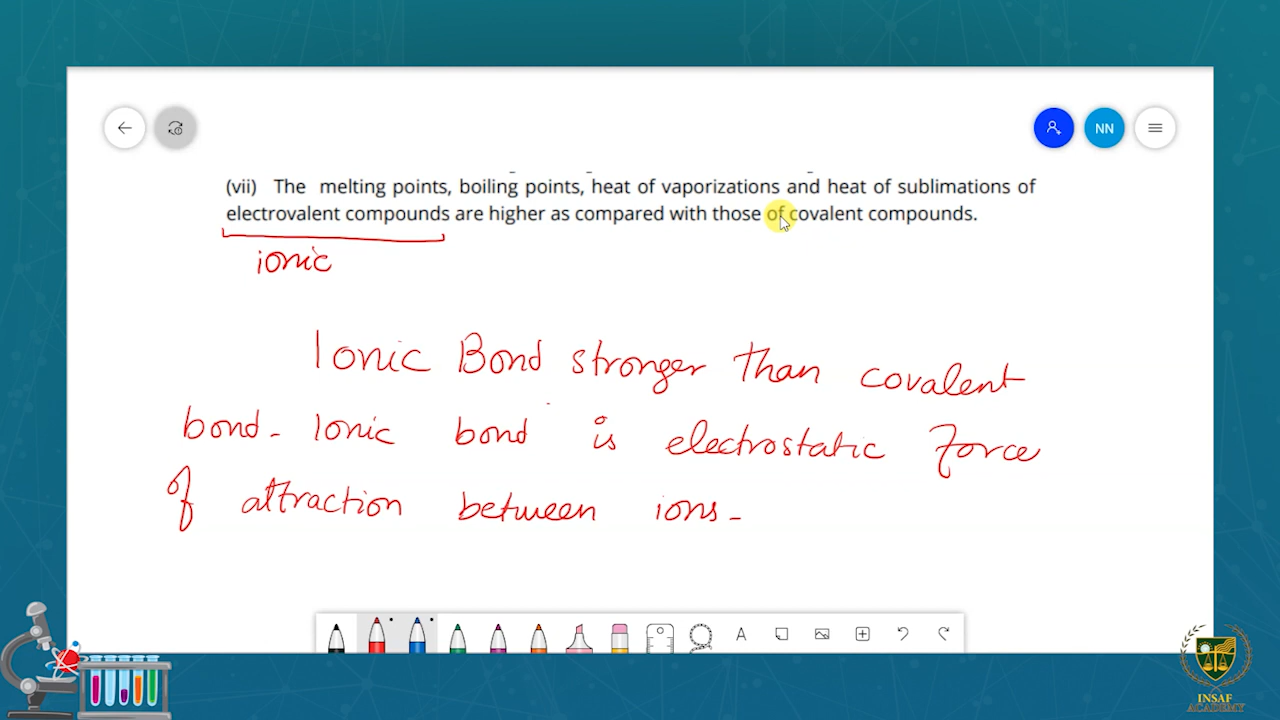 NN
(vii) The melting points, boiling points, heat of vaporizations and heat of sublimations of
electrovalent compounds are higher as compared with those of covalent compounds.
ionic
Ionic Bond stronger than covalent
bond. Ionic bond is electrostatic Force
of attraction between ions.
A
INSAF
ACADEMY